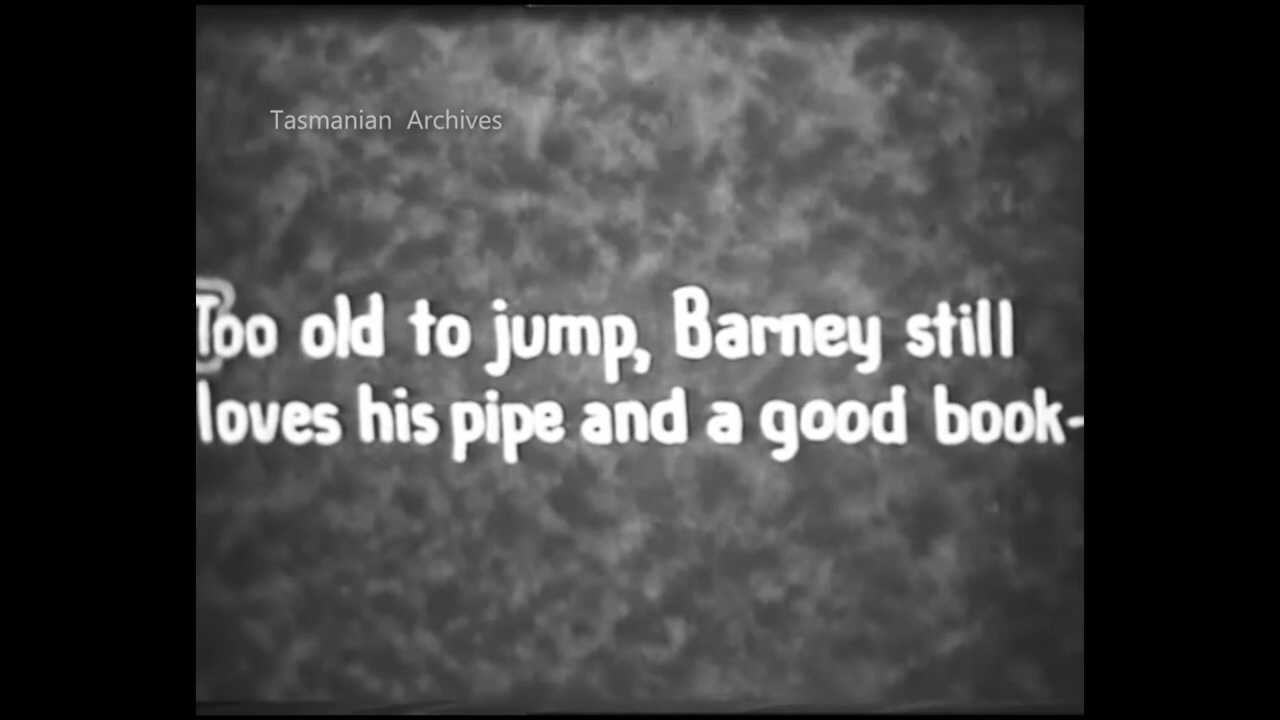 Tasmanian Archives
Too old to jump, Barney still
loves his pipe and a good book-